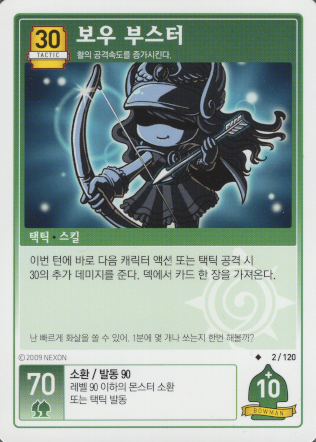 30
TACTIC
보우 부스터
활의 공격속도를 증가시킨다.
택틱·스킬
이번 턴에 바로 다음 캐릭터 액션 또는 택틱 공격 시
30의 추가 데미지를 준다. 덱에서 카드 한 장을 가져온다.
난 빠르게 화살을 쏠 수 있어. 1분에 몇 개나 쏘는지 한번 해볼까?
©2009 NEXON
◆ 2 / 120
70
소환 / 발동 90
레벨 90 이하의 몬스터 소환
또는 택틱 발동
+
10
BOWMAN